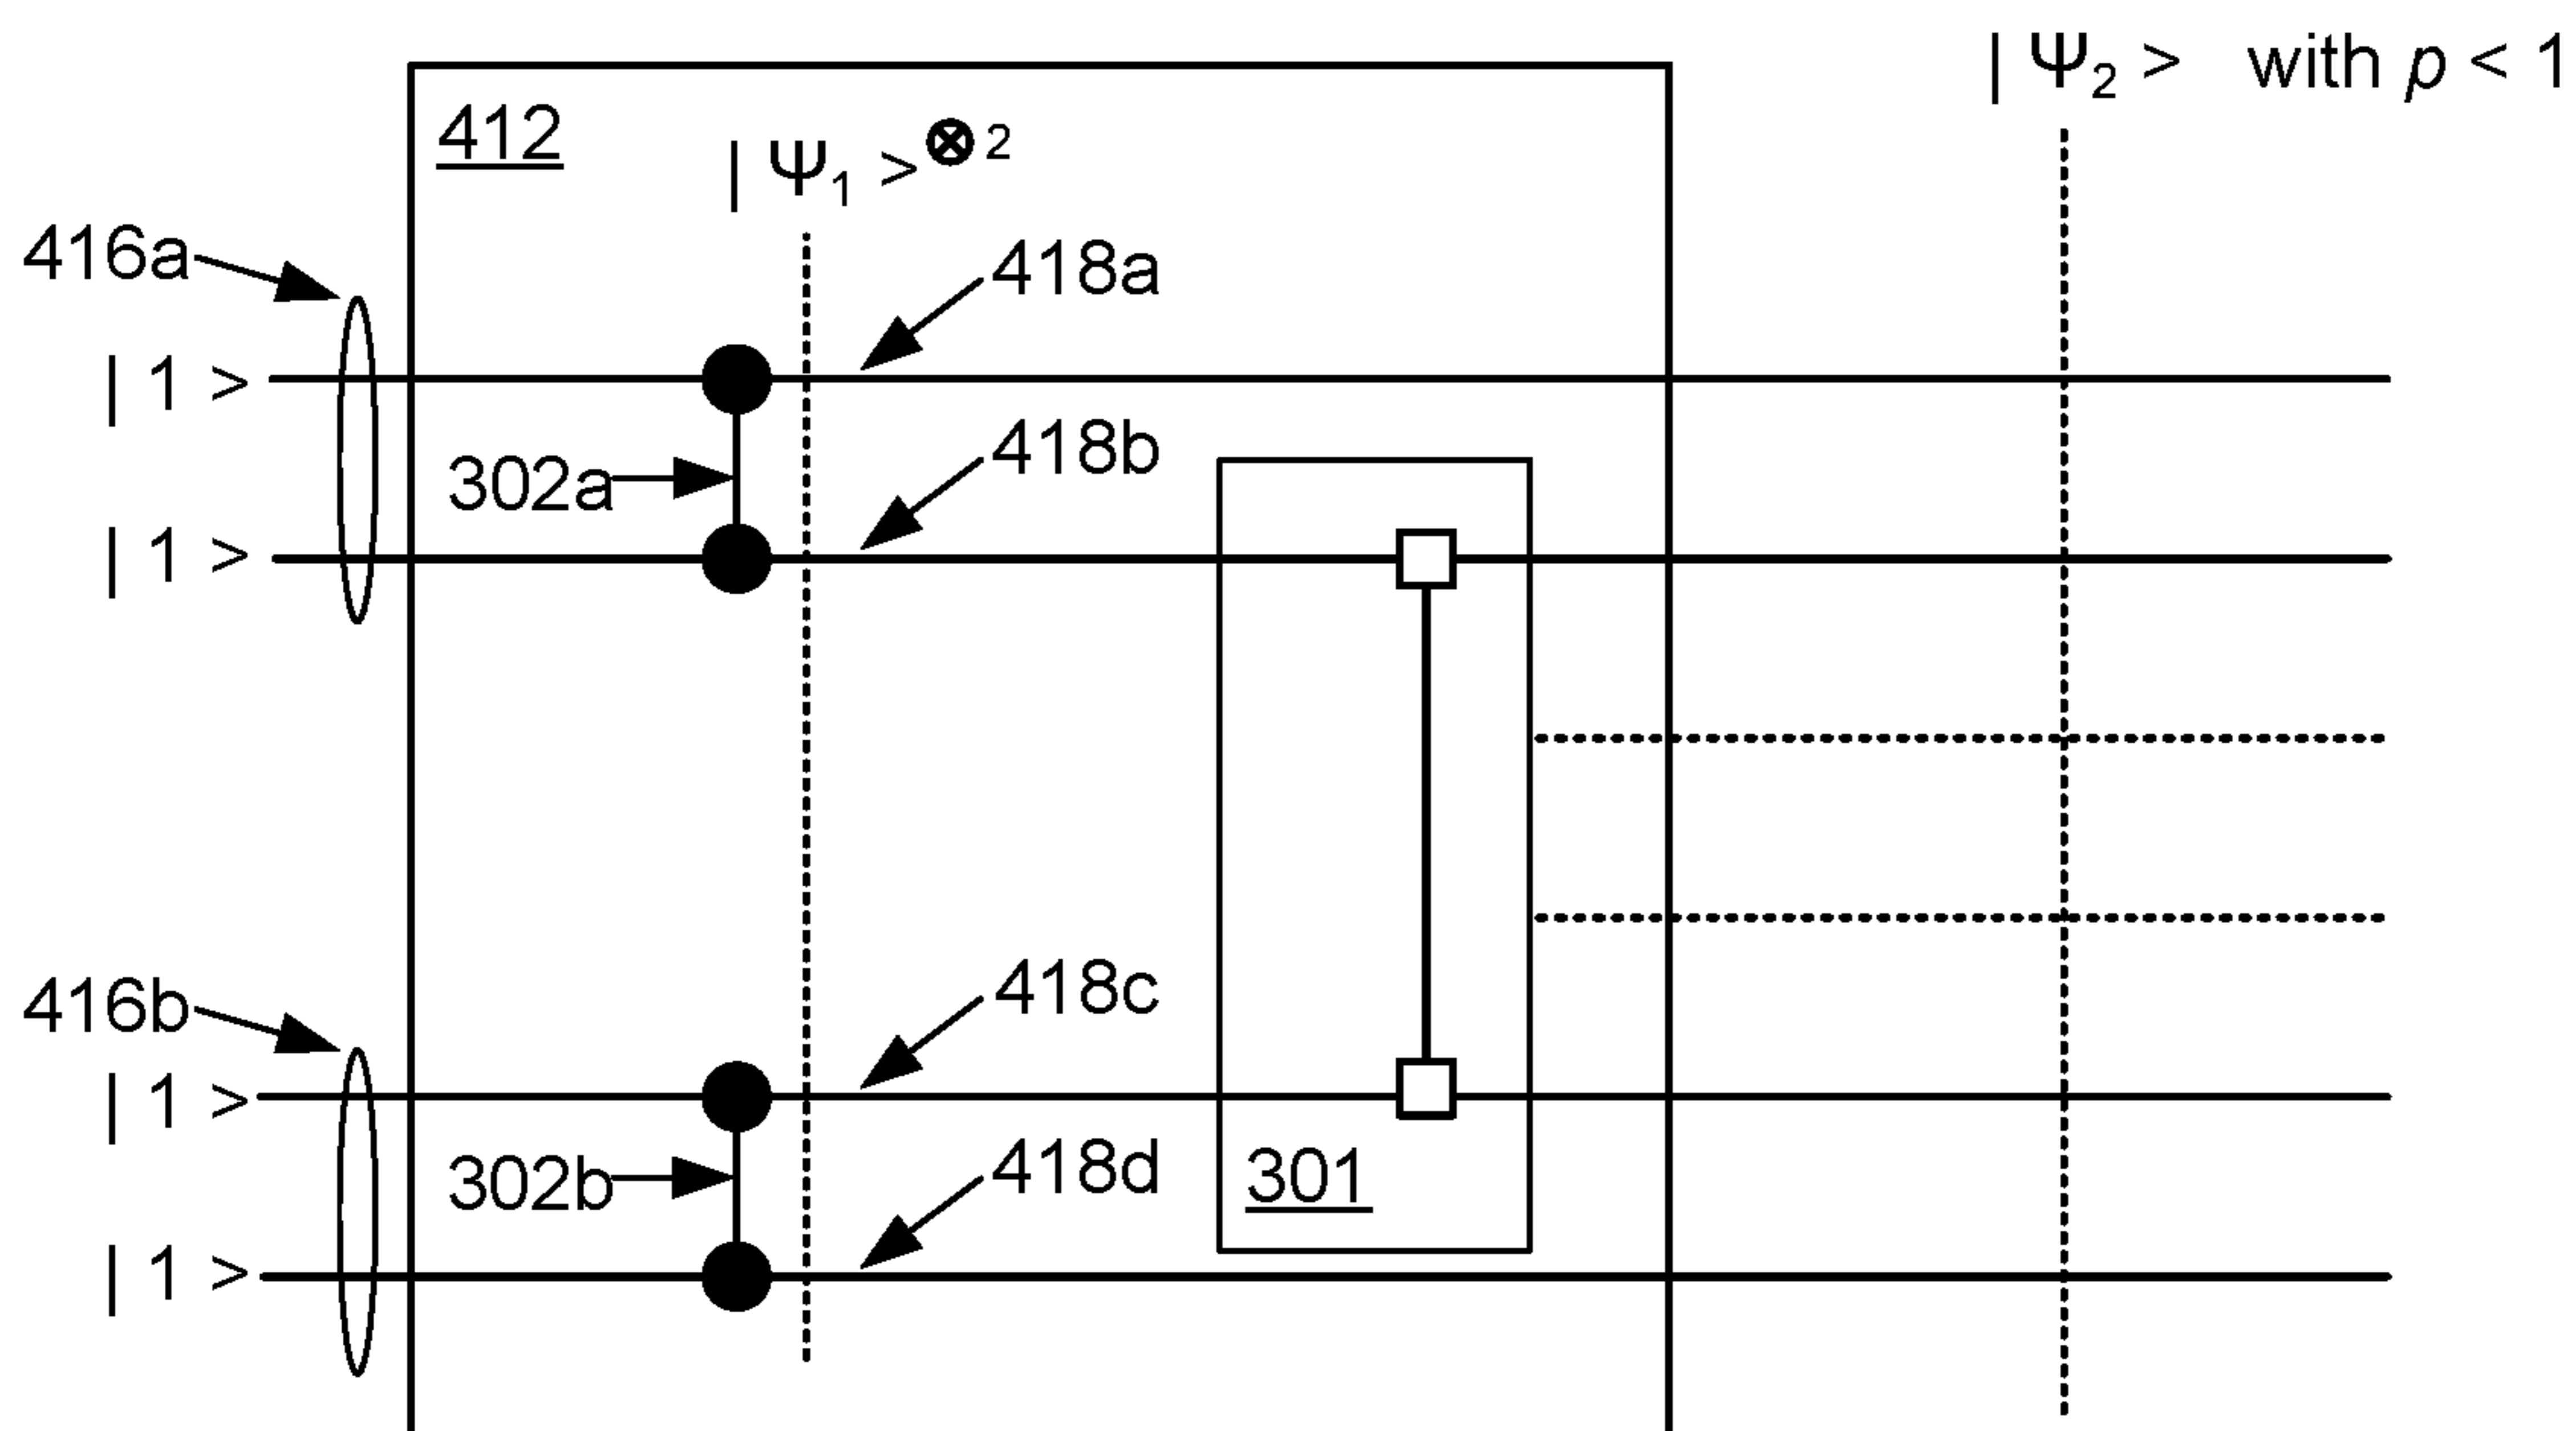 | Ψ2 > with p < 1
412
| Ψ1 >⊗2
416a
418a
| 1 >
418b
302a
| 1 >
418c
416b
| 1 >
418d
302b
301
| 1 >